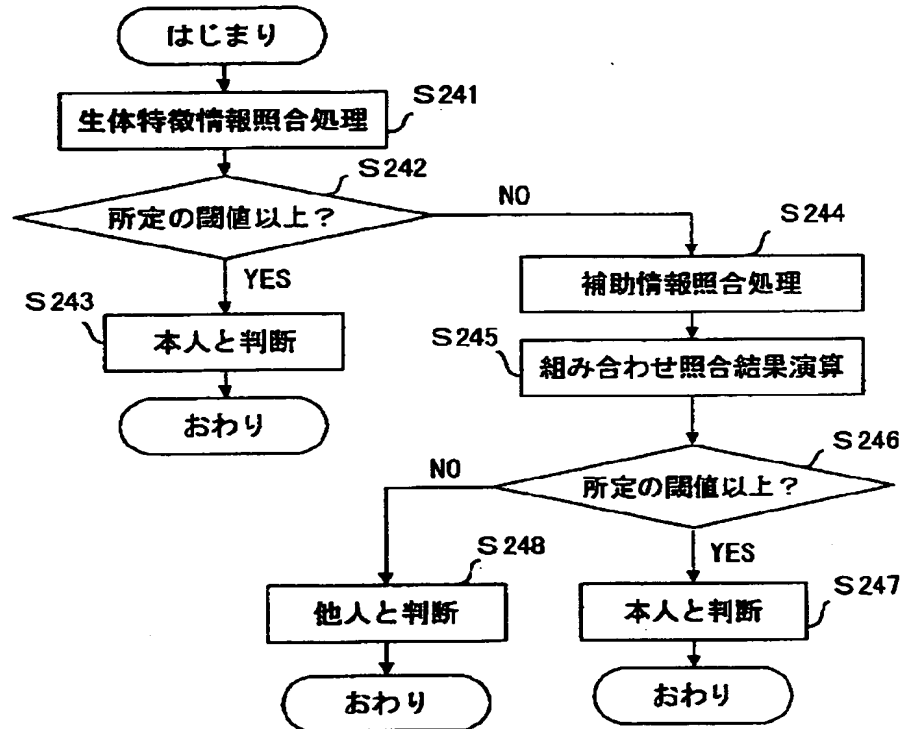 はじまり
S241
生体特徴情報照合処理
S242
所定の閾値以上?
NO
YES
S243
本人と判断
おわり
S244
補助情報照合処理
S245
組み合わせ照合結果演算
S246
所定の閾値以上?
NO
YES
S248
他人と判断
おわり
S247
本人と判断
おわり